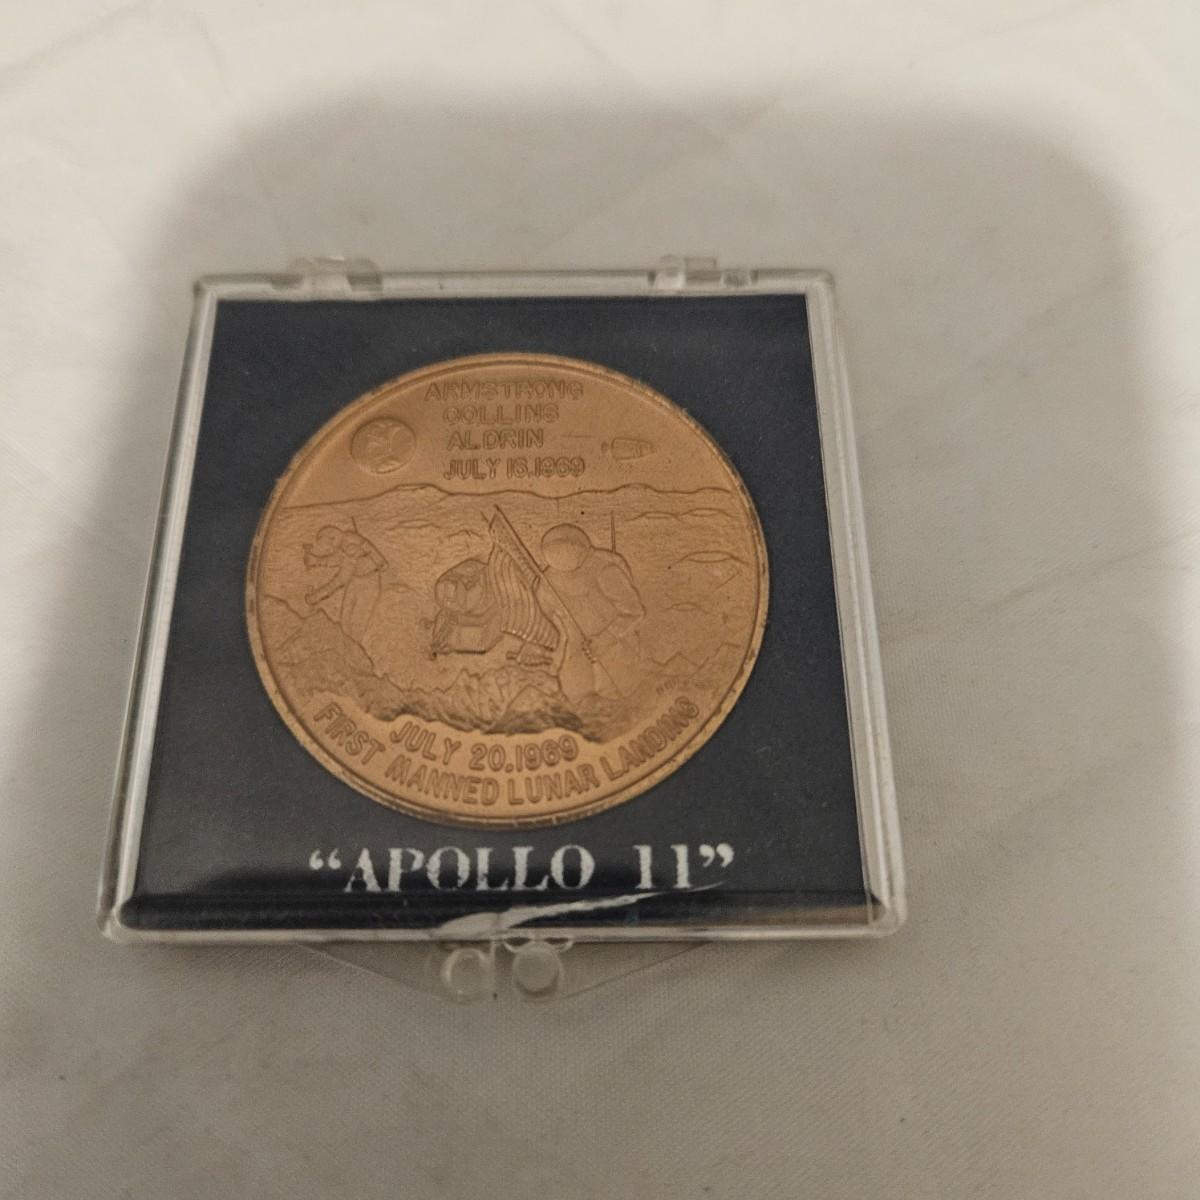 ARMSTRONG
COLLINS
ALDRIN
JULY 16,1969
JULY 20,1969
FIRST MANNED LUNAR LANDING
“APOLLO 11”